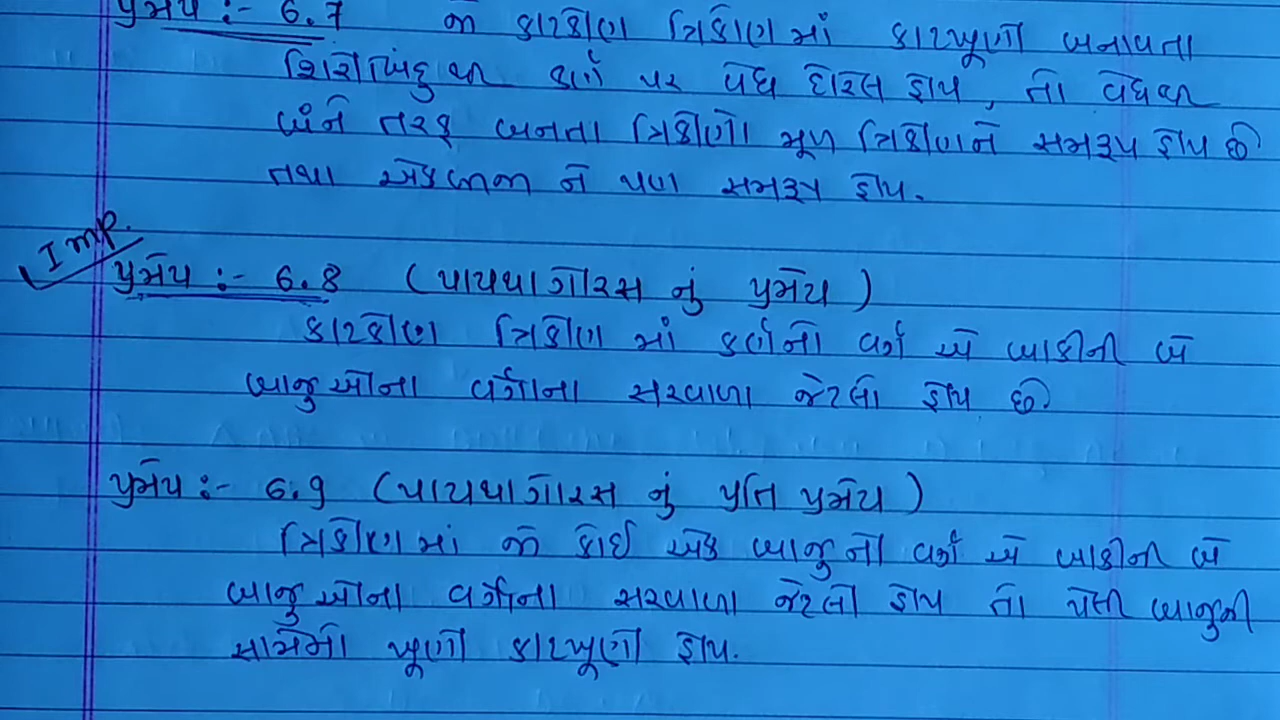 પ્રમેય :- 6.7 જો કાટકોણ ત્રિકોણમાં કાટખૂણો બનાવતા
શિરોબિંદુથી કર્ણ પર વેધ દોરેલ હોય, તો વેધથી
બંને તરફ બનતા ત્રિકોણો મૂળ ત્રિકોણને સમરૂપ હોય છે
તથા એકબીજા ને પણ સમરૂપ હોય.
Imp.
પ્રમેય :- 6.8 (પાયથાગોરસ નું પ્રમેય)
કાટકોણ ત્રિકોણ માં કર્ણનો વર્ગ એ બાકીની બે
બાજુઓના વર્ગોના સરવાળા જેટલો હોય છે
પ્રમેય :- 6.9 (પાયથાગોરસ નું પ્રતિ પ્રમેય)
ત્રિકોણમાં જો કોઈ એક બાજુનો વર્ગ એ બાકીની બે
બાજુઓના વર્ગોના સરવાળા જેટલો હોય તો પેલી બાજુની
સામેનો ખૂણો કાટખૂણો હોય.